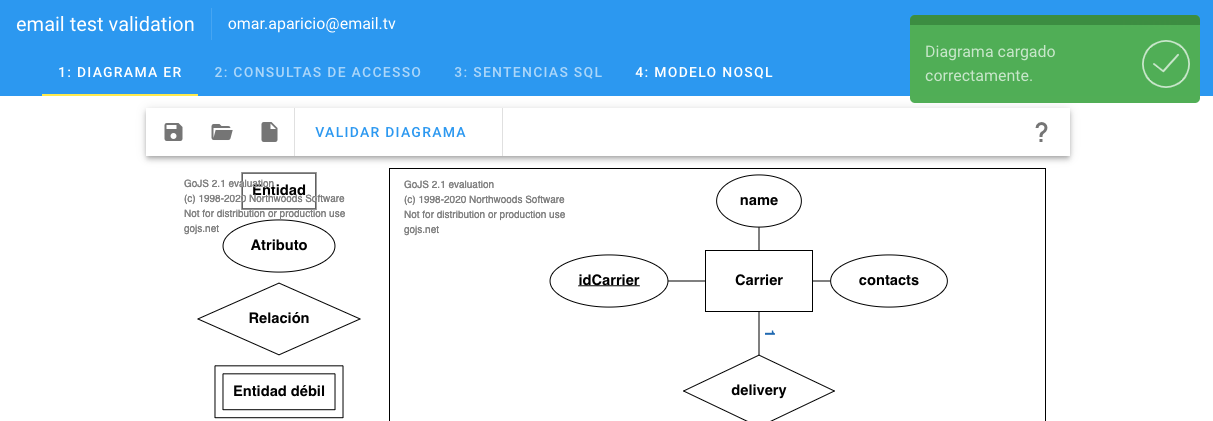 email test validation
omar.aparicio@email.tv
Diagrama cargado
correctamente.
1: DIAGRAMA ER
2: CONSULTAS DE ACCESO
3: SENTENCIAS SQL
4: MODELO NOSQL
VALIDAR DIAGRAMA
?
GoJS 2.1 evaluation
(c) 1998-2020 Northwoods Software
Not for distribution or production use
gojs.net
Entidad
Atributo
Relación
Entidad débil
GoJS 2.1 evaluation
(c) 1998-2020 Northwoods Software
Not for distribution or production use
gojs.net
name
idCarrier
Carrier
contacts
1
delivery